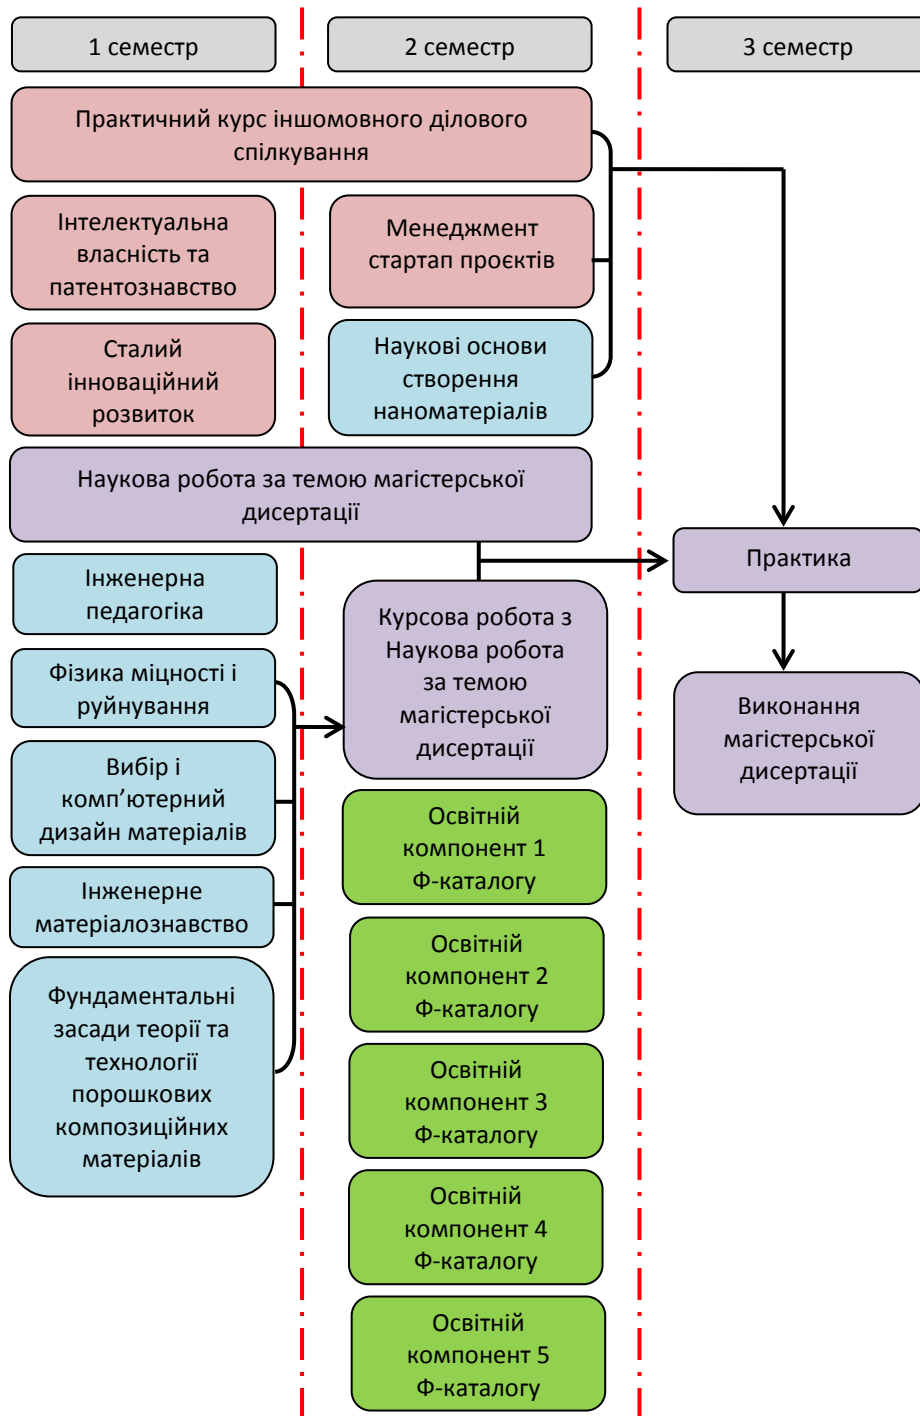 1 семестр
2 семестр
3 семестр
Практичний курс іншомовного ділового
спілкування
Інтелектуальна
власність та
патентознавство
Менеджмент
стартап проєктів
Сталий
інноваційний
розвиток
Наукові основи
створення
наноматеріалів
Наукова робота за темою магістерської
дисертації
Практика
Інженерна
педагогіка
Курсова робота з
Наукова робота
за темою
магістерської
дисертації
Фізика міцності і
руйнування
Виконання
магістерської
дисертації
Вибір і
комп’ютерний
дизайн матеріалів
Освітній
компонент 1
Ф-каталогу
Інженерне
матеріалознавство
Освітній
компонент 2
Ф-каталогу
Фундаментальні
засади теорії та
технології
порошкових
композиційних
матеріалів
Освітній
компонент 3
Ф-каталогу
Освітній
компонент 4
Ф-каталогу
Освітній
компонент 5
Ф-каталогу